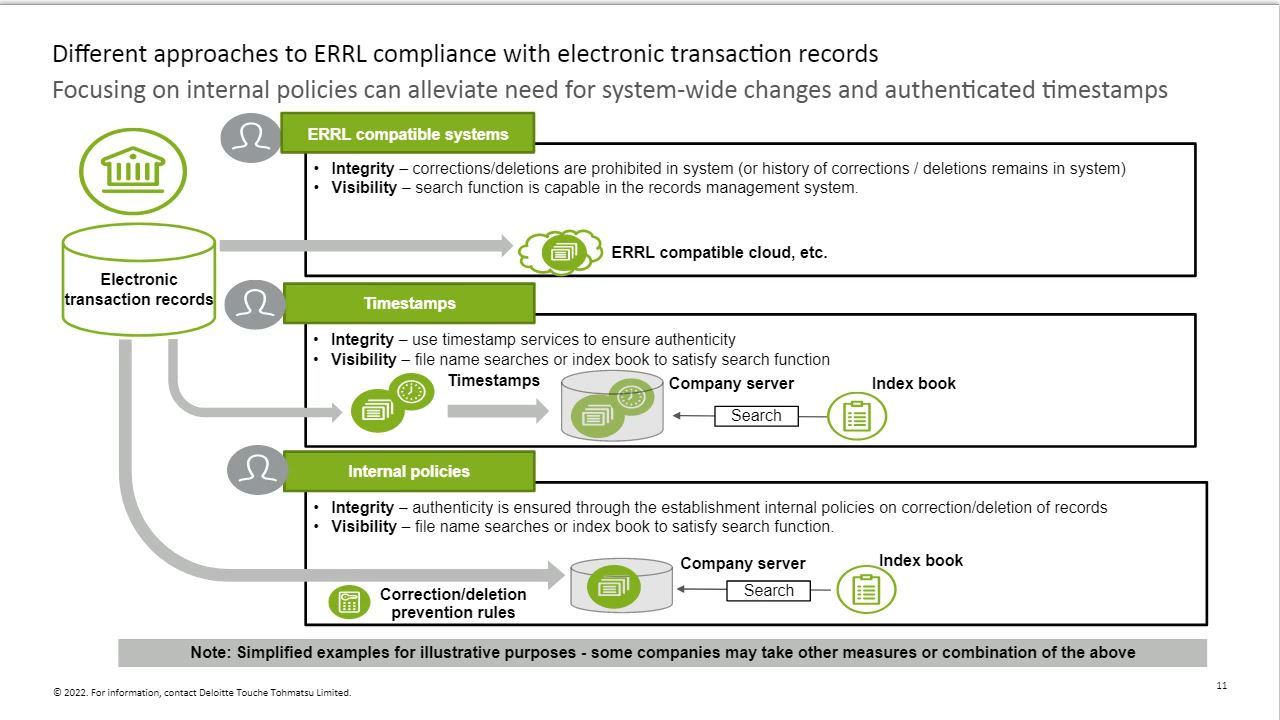 Different approaches to ERRL compliance with electronic transaction records
Focusing on internal policies can alleviate need for system-wide changes and authenticated timestamps
ERRL compatible systems
• Integrity – corrections/deletions are prohibited in system (or history of corrections / deletions remains in system)
• Visibility – search function is capable in the records management system.
ERRL compatible cloud, etc.
Electronic
transaction records
Timestamps
• Integrity – use timestamp services to ensure authenticity
• Visibility – file name searches or index book to satisfy search function
Timestamps
Company server
Index book
Search
Internal policies
• Integrity – authenticity is ensured through the establishment internal policies on correction/deletion of records
• Visibility – file name searches or index book to satisfy search function.
Company server
Index book
Search
Correction/deletion
prevention rules
Note: Simplified examples for illustrative purposes - some companies may take other measures or combination of the above
© 2022. For information, contact Deloitte Touche Tohmatsu Limited.
11